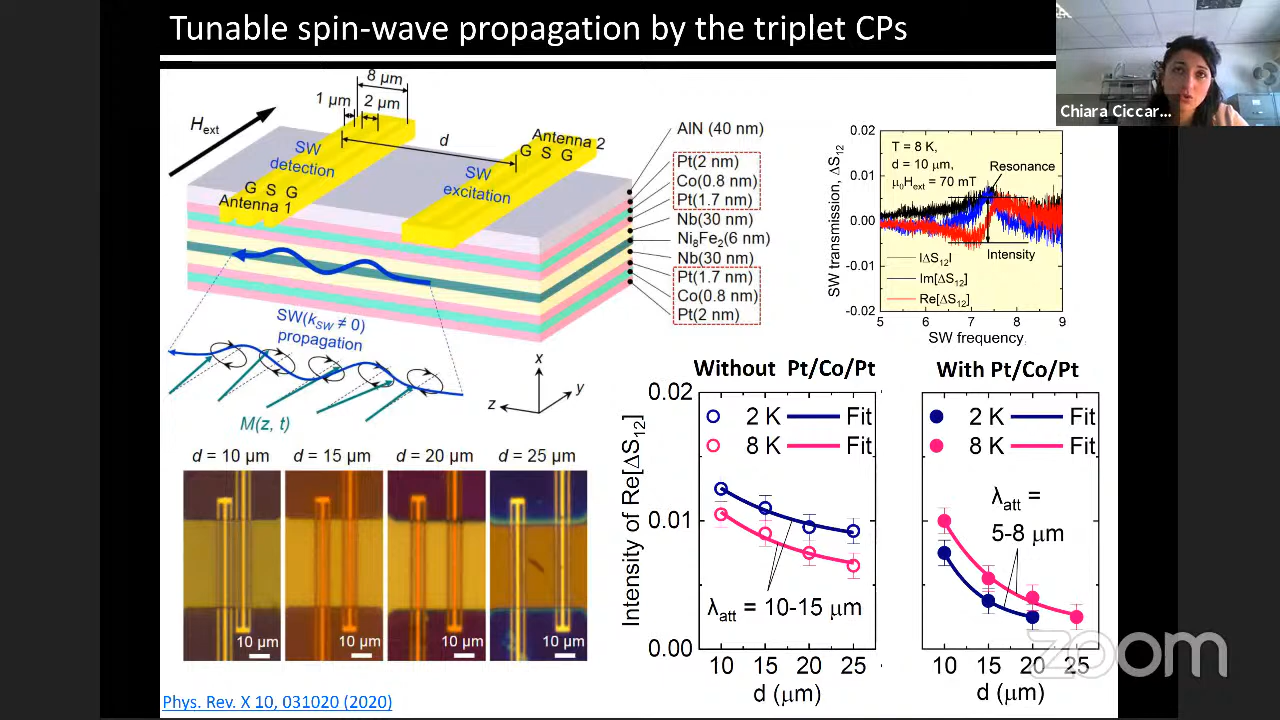 Tunable spin-wave propagation by the triplet CPs
Chiara Ciccar...
8 μm
1 μm
2 μm
H_ext
d
Antenna 2
G S G
SW
detection
SW
excitation
G S G
Antenna 1
AlN (40 nm)
Pt(2 nm)
Co(0.8 nm)
Pt(1.7 nm)
Nb(30 nm)
Ni₈Fe₂(6 nm)
Nb(30 nm)
Pt(1.7 nm)
Co(0.8 nm)
Pt(2 nm)
SW(k_SW ≠ 0)
propagation
M(z, t)
x
y
z
SW transmission, ΔS₁₂
0.02
0.01
0.00
-0.01
-0.02
T = 8 K,
d = 10 μm,
μ₀H_ext = 70 mT
Resonance
Intensity
|ΔS₁₂|
Im[ΔS₁₂]
Re[ΔS₁₂]
5 6 7 8 9
SW frequency
d = 10 μm
d = 15 μm
d = 20 μm
d = 25 μm
10 μm
10 μm
10 μm
10 μm
Without Pt/Co/Pt
With Pt/Co/Pt
Intensity of Re[ΔS₁₂]
0.02
0.01
0.00
2 K Fit
8 K Fit
λ_att = 10-15 μm
10 15 20 25
d (μm)
2 K Fit
8 K Fit
λ_att =
5-8 μm
10 15 20 25
d (μm)
zoom
Phys. Rev. X 10, 031020 (2020)